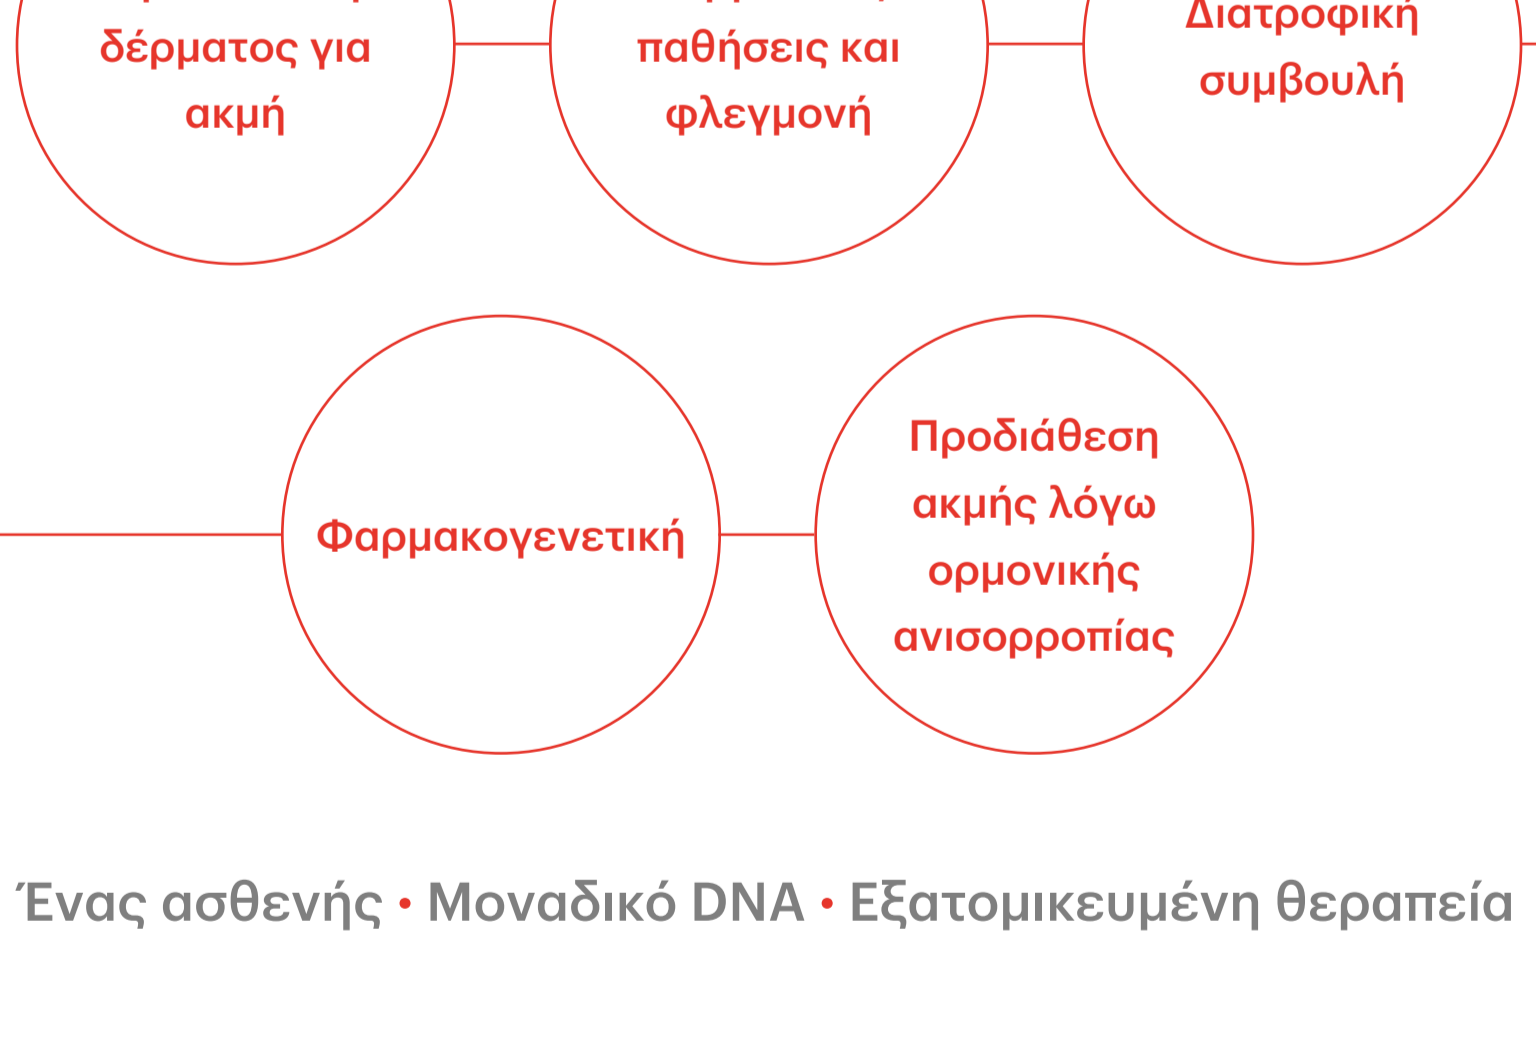 δέρματος για
ακμή
παθήσεις και
φλεγμονή
Διατροφική
συμβουλή
Φαρμακογενετική
Προδιάθεση
ακμής λόγω
ορμονικής
ανισορροπίας
Ένας ασθενής • Μοναδικό DNA • Εξατομικευμένη θεραπεία